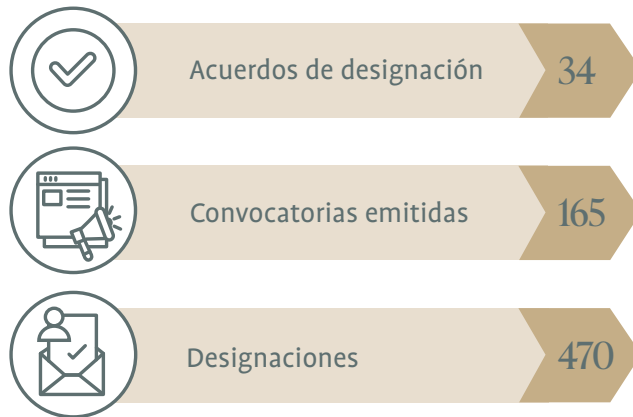 Acuerdos de designación 34
Convocatorias emitidas 165
Designaciones 470